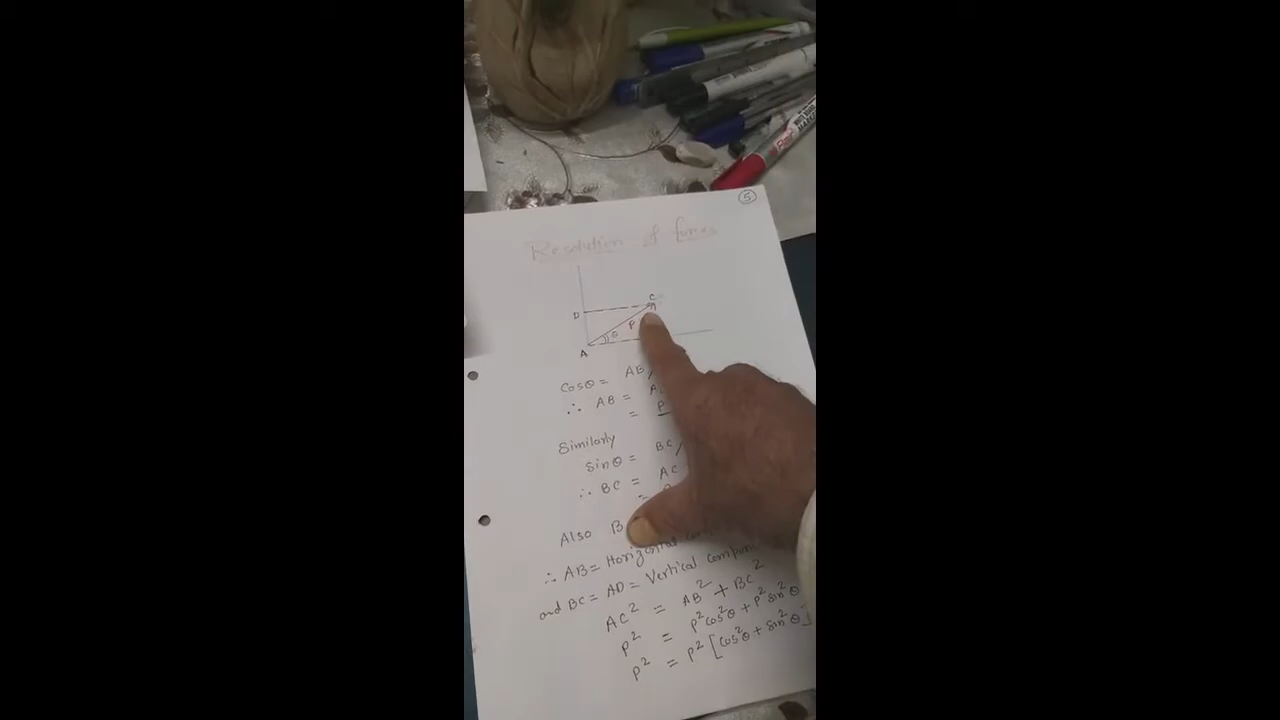 5
Resolution of forces
C
D
P
θ
A
Cosθ = AB/
∴ AB =
= P
Similarly
sinθ = BC/
∴ BC = AC
=
Also B
∴ AB = Horizontal
and BC = AD = Vertical
AC² = AB² + BC²
P² = P²Cos²θ + P²sin²θ
P² = P² [Cos²θ + sin²θ]